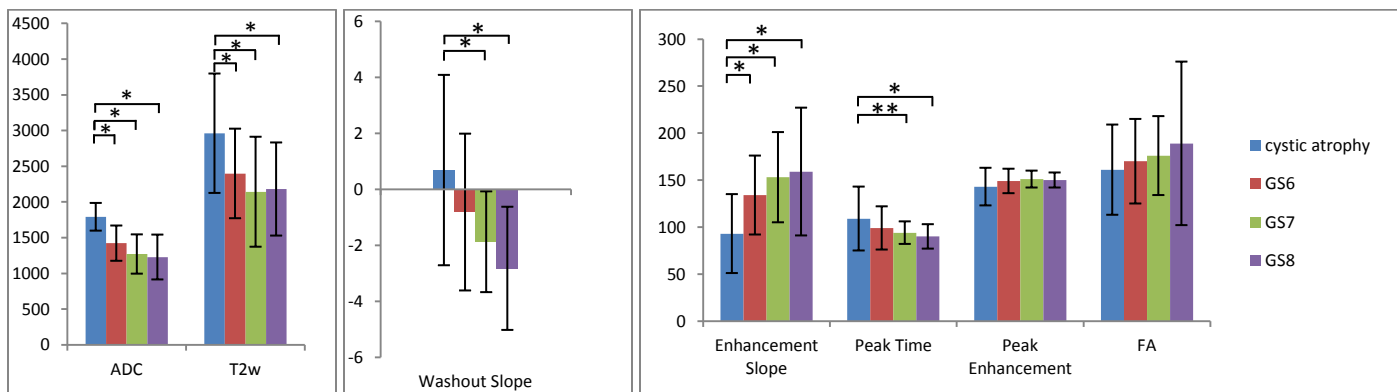 4500
4000
3500
3000
2500
2000
1500
1000
500
0
*
*
*
*
*
*
ADC
T2w
6
4
2
0
-2
-4
-6
*
*
Washout Slope
300
250
200
150
100
50
0
*
*
*
*
**
Enhancement
Slope
Peak Time
Peak
Enhancement
FA
cystic atrophy
GS6
GS7
GS8